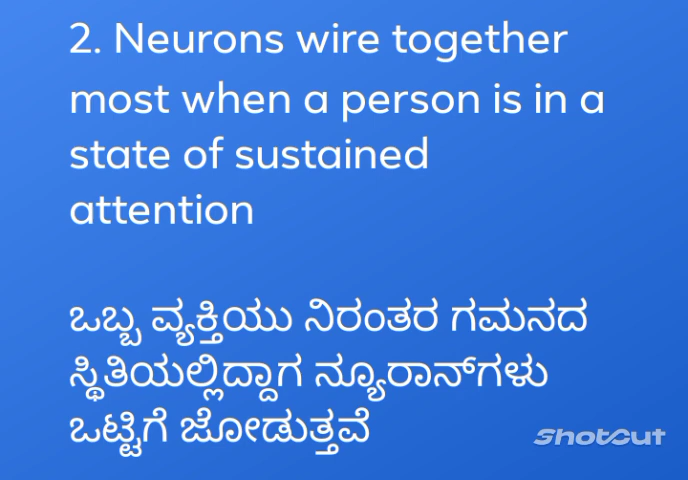 2. Neurons wire together
most when a person is in a
state of sustained
attention
ಒಬ್ಬ ವ್ಯಕ್ತಿಯು ನಿರಂತರ ಗಮನದ
ಸ್ಥಿತಿಯಲ್ಲಿದ್ದಾಗ ನ್ಯೂರಾನ್‌ಗಳು
ಒಟ್ಟಿಗೆ ಜೋಡುತ್ತವೆ
ShotCut